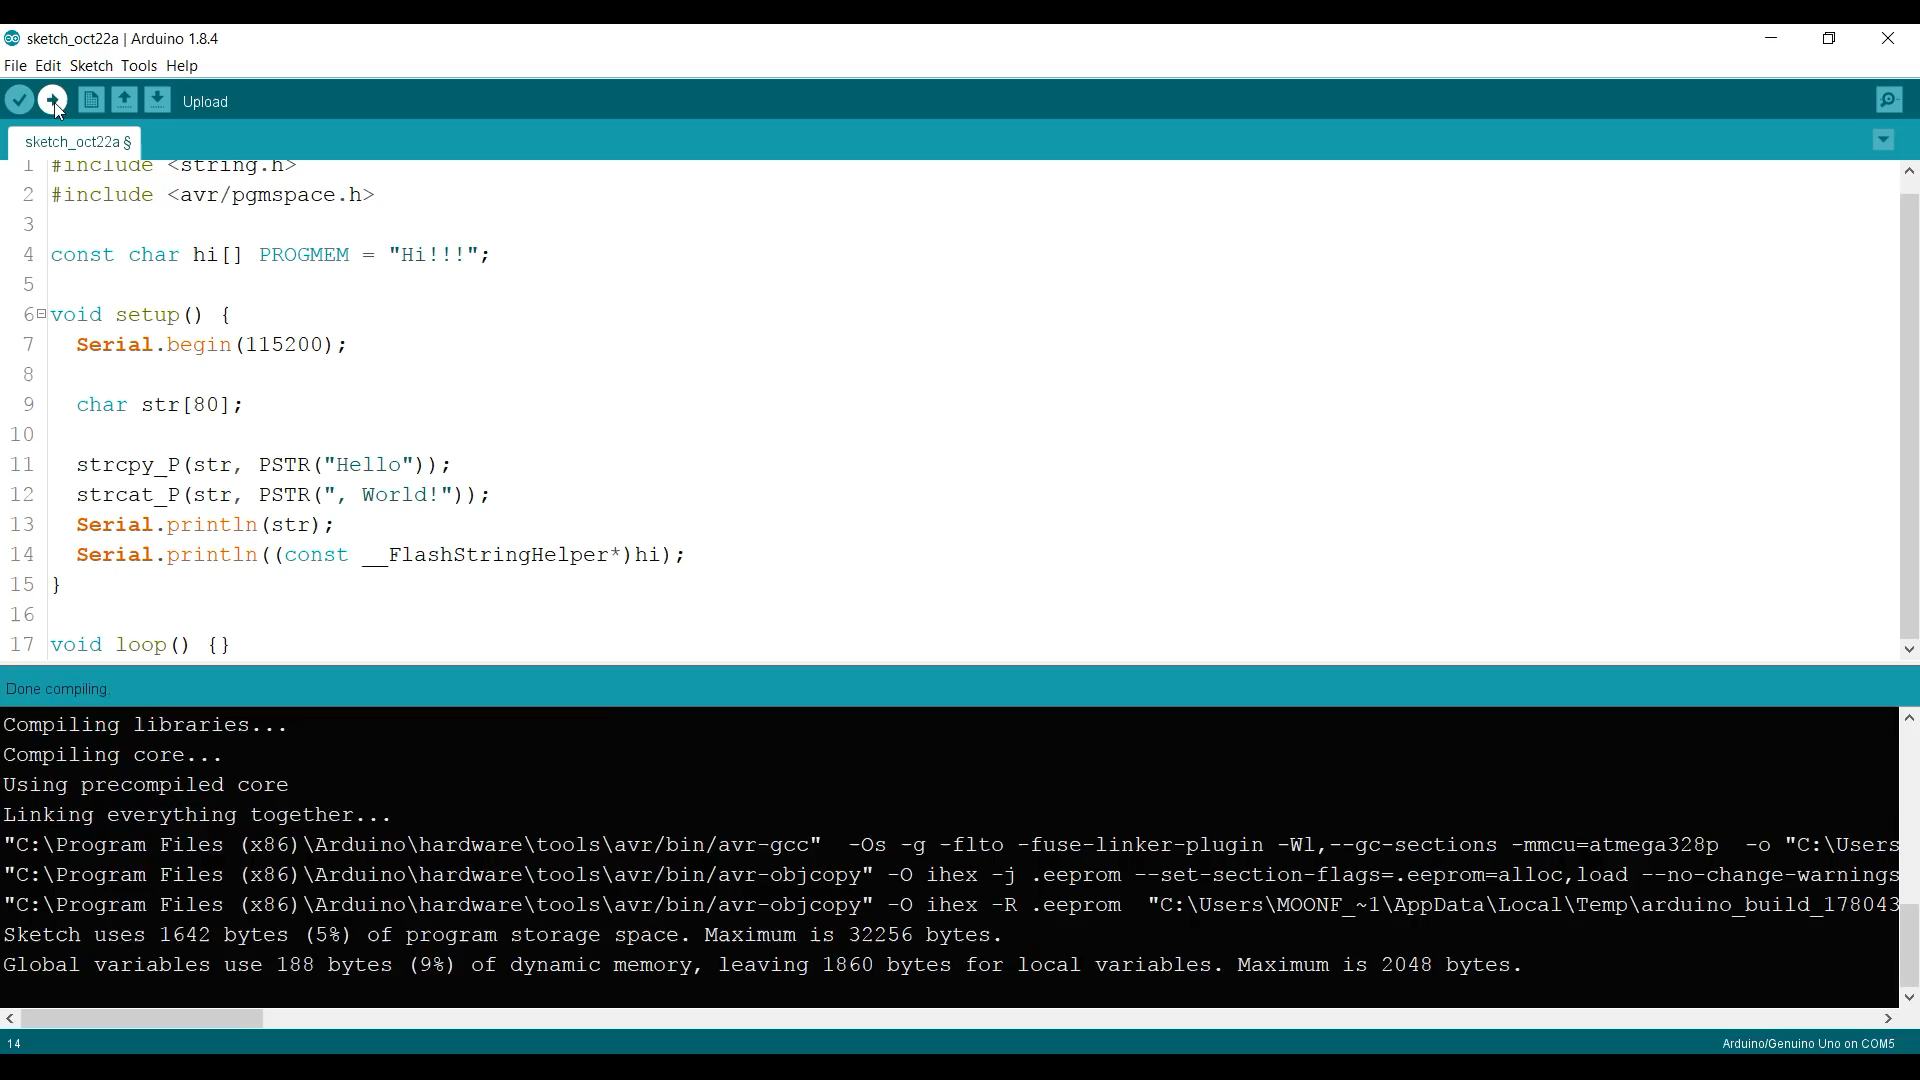 sketch_oct22a | Arduino 1.8.4
File Edit Sketch Tools Help
Upload
sketch_oct22a §
1 #include <string.h>
2 #include <avr/pgmspace.h>
3
4 const char hi[] PROGMEM = "Hi!!!";
5
6 void setup() {
7 Serial.begin(115200);
8
9 char str[80];
10
11 strcpy_P(str, PSTR("Hello"));
12 strcat_P(str, PSTR(", World!"));
13 Serial.println(str);
14 Serial.println((const __FlashStringHelper*)hi);
15 }
16
17 void loop() {}
Done compiling.
Compiling libraries...
Compiling core...
Using precompiled core
Linking everything together...
"C:\Program Files (x86)\Arduino\hardware\tools\avr/bin/avr-gcc" -Os -g -flto -fuse-linker-plugin -Wl,--gc-sections -mmcu=atmega328p -o "C:\Users
"C:\Program Files (x86)\Arduino\hardware\tools\avr/bin/avr-objcopy" -O ihex -j .eeprom --set-section-flags=.eeprom=alloc,load --no-change-warnings
"C:\Program Files (x86)\Arduino\hardware\tools\avr/bin/avr-objcopy" -O ihex -R .eeprom "C:\Users\MOONF_~1\AppData\Local\Temp\arduino_build_178043
Sketch uses 1642 bytes (5%) of program storage space. Maximum is 32256 bytes.
Global variables use 188 bytes (9%) of dynamic memory, leaving 1860 bytes for local variables. Maximum is 2048 bytes.
14
Arduino/Genuino Uno on COM5